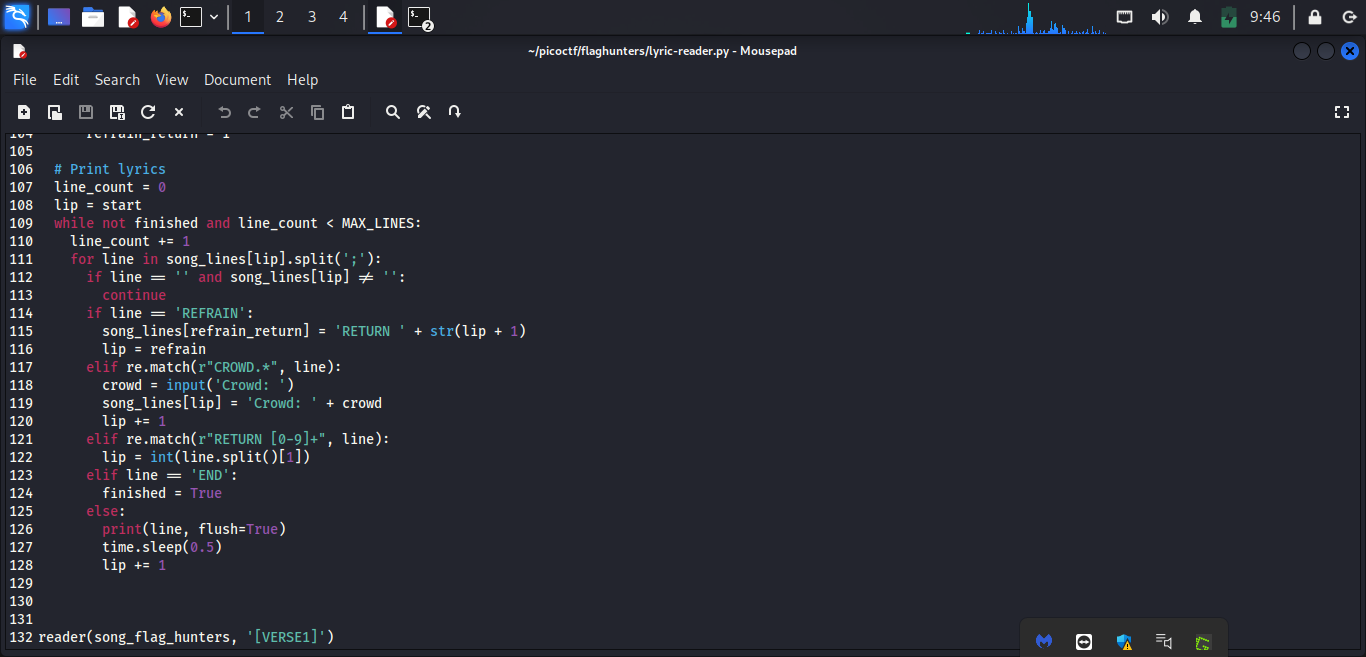 1 2 3 4 2 9:46
~/picoctf/flaghunters/lyric-reader.py - Mousepad
File Edit Search View Document Help
104 refrain_return = 1
105
106 # Print lyrics
107 line_count = 0
108 lip = start
109 while not finished and line_count < MAX_LINES:
110 line_count += 1
111 for line in song_lines[lip].split(';'):
112 if line == '' and song_lines[lip] != '':
113 continue
114 if line == 'REFRAIN':
115 song_lines[refrain_return] = 'RETURN ' + str(lip + 1)
116 lip = refrain
117 elif re.match(r"CROWD.*", line):
118 crowd = input('Crowd: ')
119 song_lines[lip] = 'Crowd: ' + crowd
120 lip += 1
121 elif re.match(r"RETURN [0-9]+", line):
122 lip = int(line.split()[1])
123 elif line == 'END':
124 finished = True
125 else:
126 print(line, flush=True)
127 time.sleep(0.5)
128 lip += 1
129
130
131
132 reader(song_flag_hunters, '[VERSE1]')